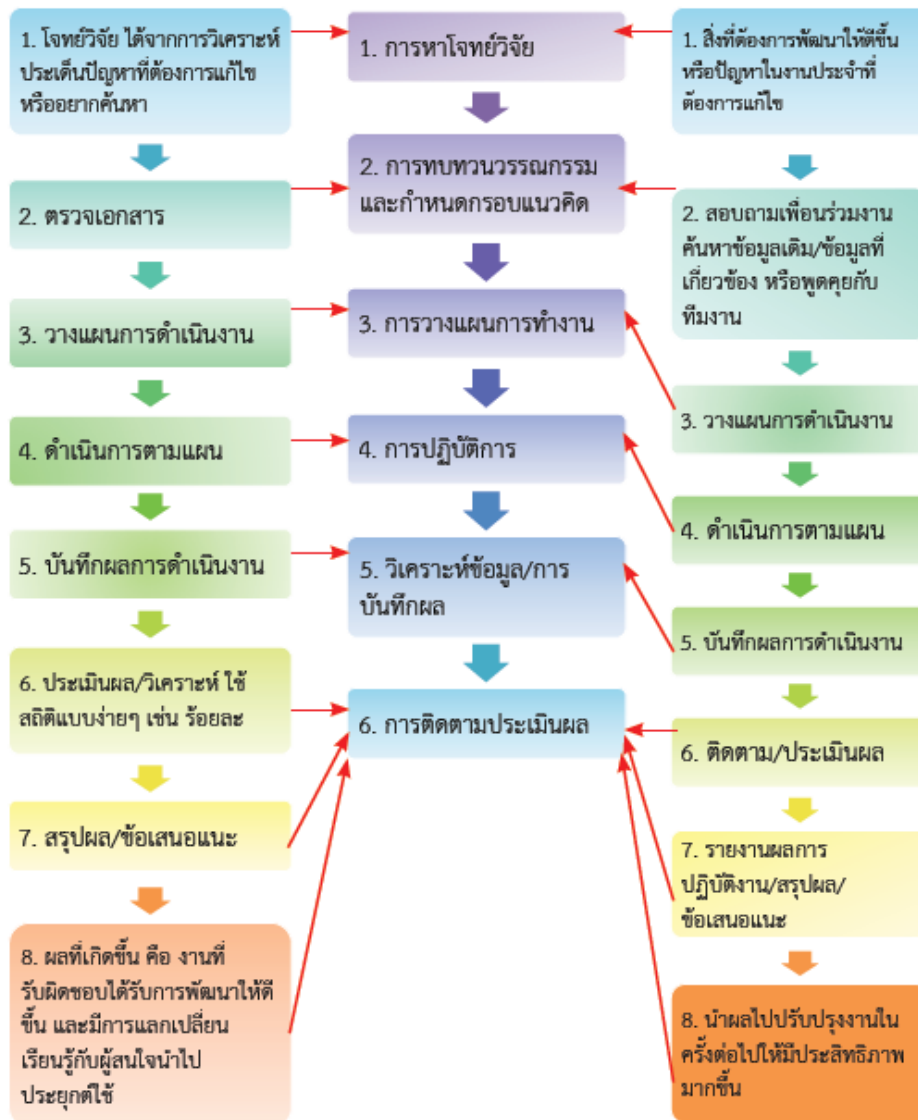 1. โจทย์วิจัย ได้จากการวิเคราะห์
ประเด็นปัญหาที่ต้องการแก้ไข
หรืออยากค้นหา
2. ตรวจเอกสาร
3. วางแผนการดำเนินงาน
4. ดำเนินการตามแผน
5. บันทึกผลการดำเนินงาน
6. ประเมินผล/วิเคราะห์ ใช้
สถิติแบบง่ายๆ เช่น ร้อยละ
7. สรุปผล/ข้อเสนอแนะ
8. ผลที่เกิดขึ้น คือ งานที่
รับผิดชอบได้รับการพัฒนาให้ดี
ขึ้น และมีการแลกเปลี่ยน
เรียนรู้กับผู้สนใจนำไป
ประยุกต์ใช้
1. การหาโจทย์วิจัย
2. การทบทวนวรรณกรรม
และกำหนดกรอบแนวคิด
3. การวางแผนการทำงาน
4. การปฏิบัติการ
5. วิเคราะห์ข้อมูล/การ
บันทึกผล
6. การติดตามประเมินผล
1. สิ่งที่ต้องการพัฒนาให้ดีขึ้น
หรือปัญหาในงานประจำที่
ต้องการแก้ไข
2. สอบถามเพื่อนร่วมงาน
ค้นหาข้อมูลเดิม/ข้อมูลที่
เกี่ยวข้อง หรือพูดคุยกับ
ทีมงาน
3. วางแผนการดำเนินงาน
4. ดำเนินการตามแผน
5. บันทึกผลการดำเนินงาน
6. ติดตาม/ประเมินผล
7. รายงานผลการ
ปฏิบัติงาน/สรุปผล/
ข้อเสนอแนะ
8. นำผลไปปรับปรุงงานใน
ครั้งต่อไปให้มีประสิทธิภาพ
มากขึ้น